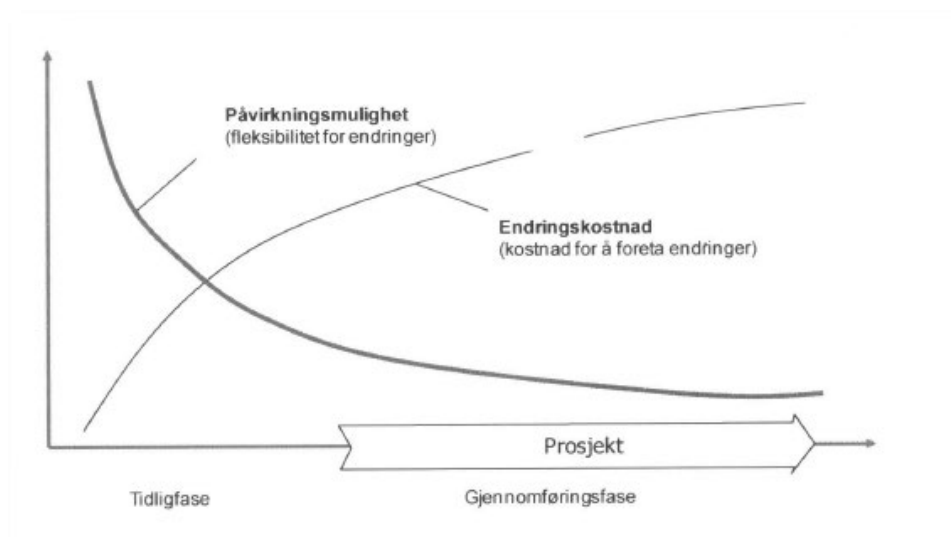 Påvirkningsmulighet
(fleksibilitet for endringer)
Endringskostnad
(kostnad for å foreta endringer)
Prosjekt
Tidligfase
Gjennomføringsfase